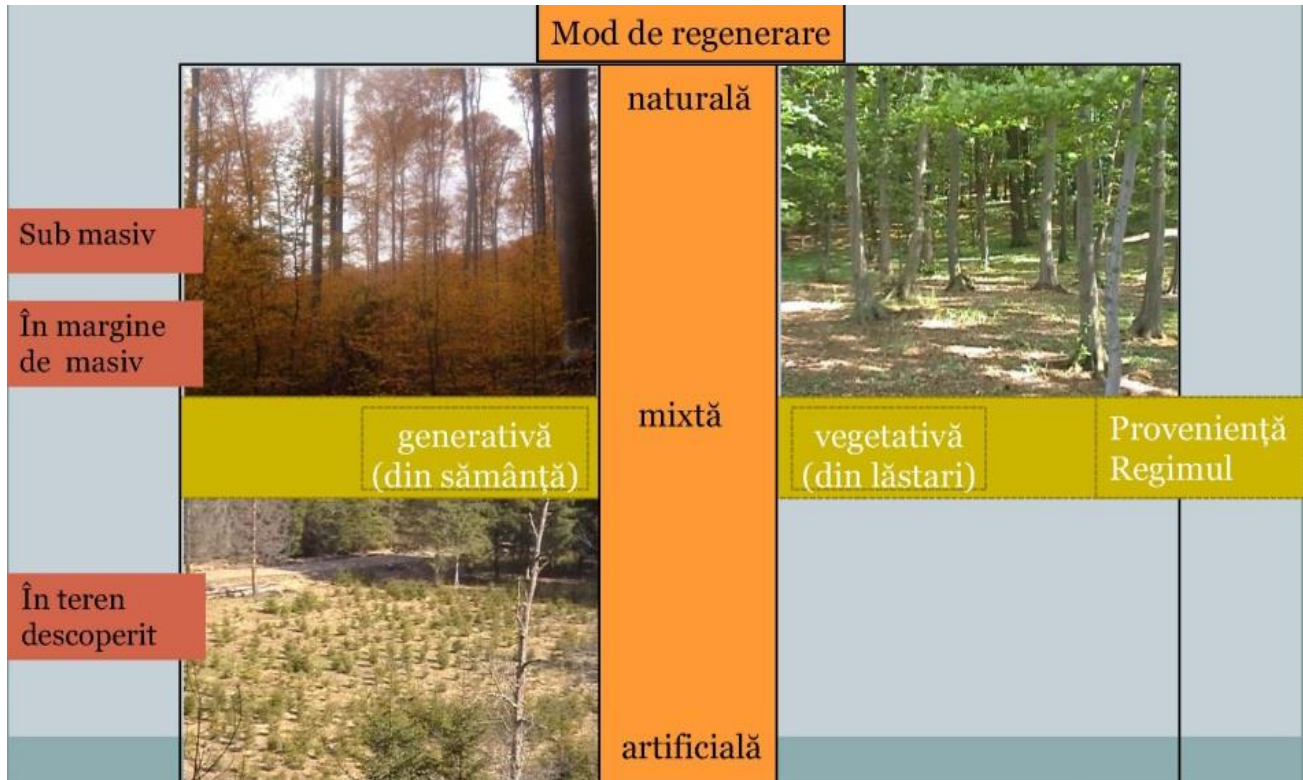 Mod de regenerare
naturală
Sub masiv
În margine
de masiv
mixtă
generativă
(din sămânță)
vegetativă
(din lăstari)
Proveniență
Regimul
În teren
descoperit
artificială